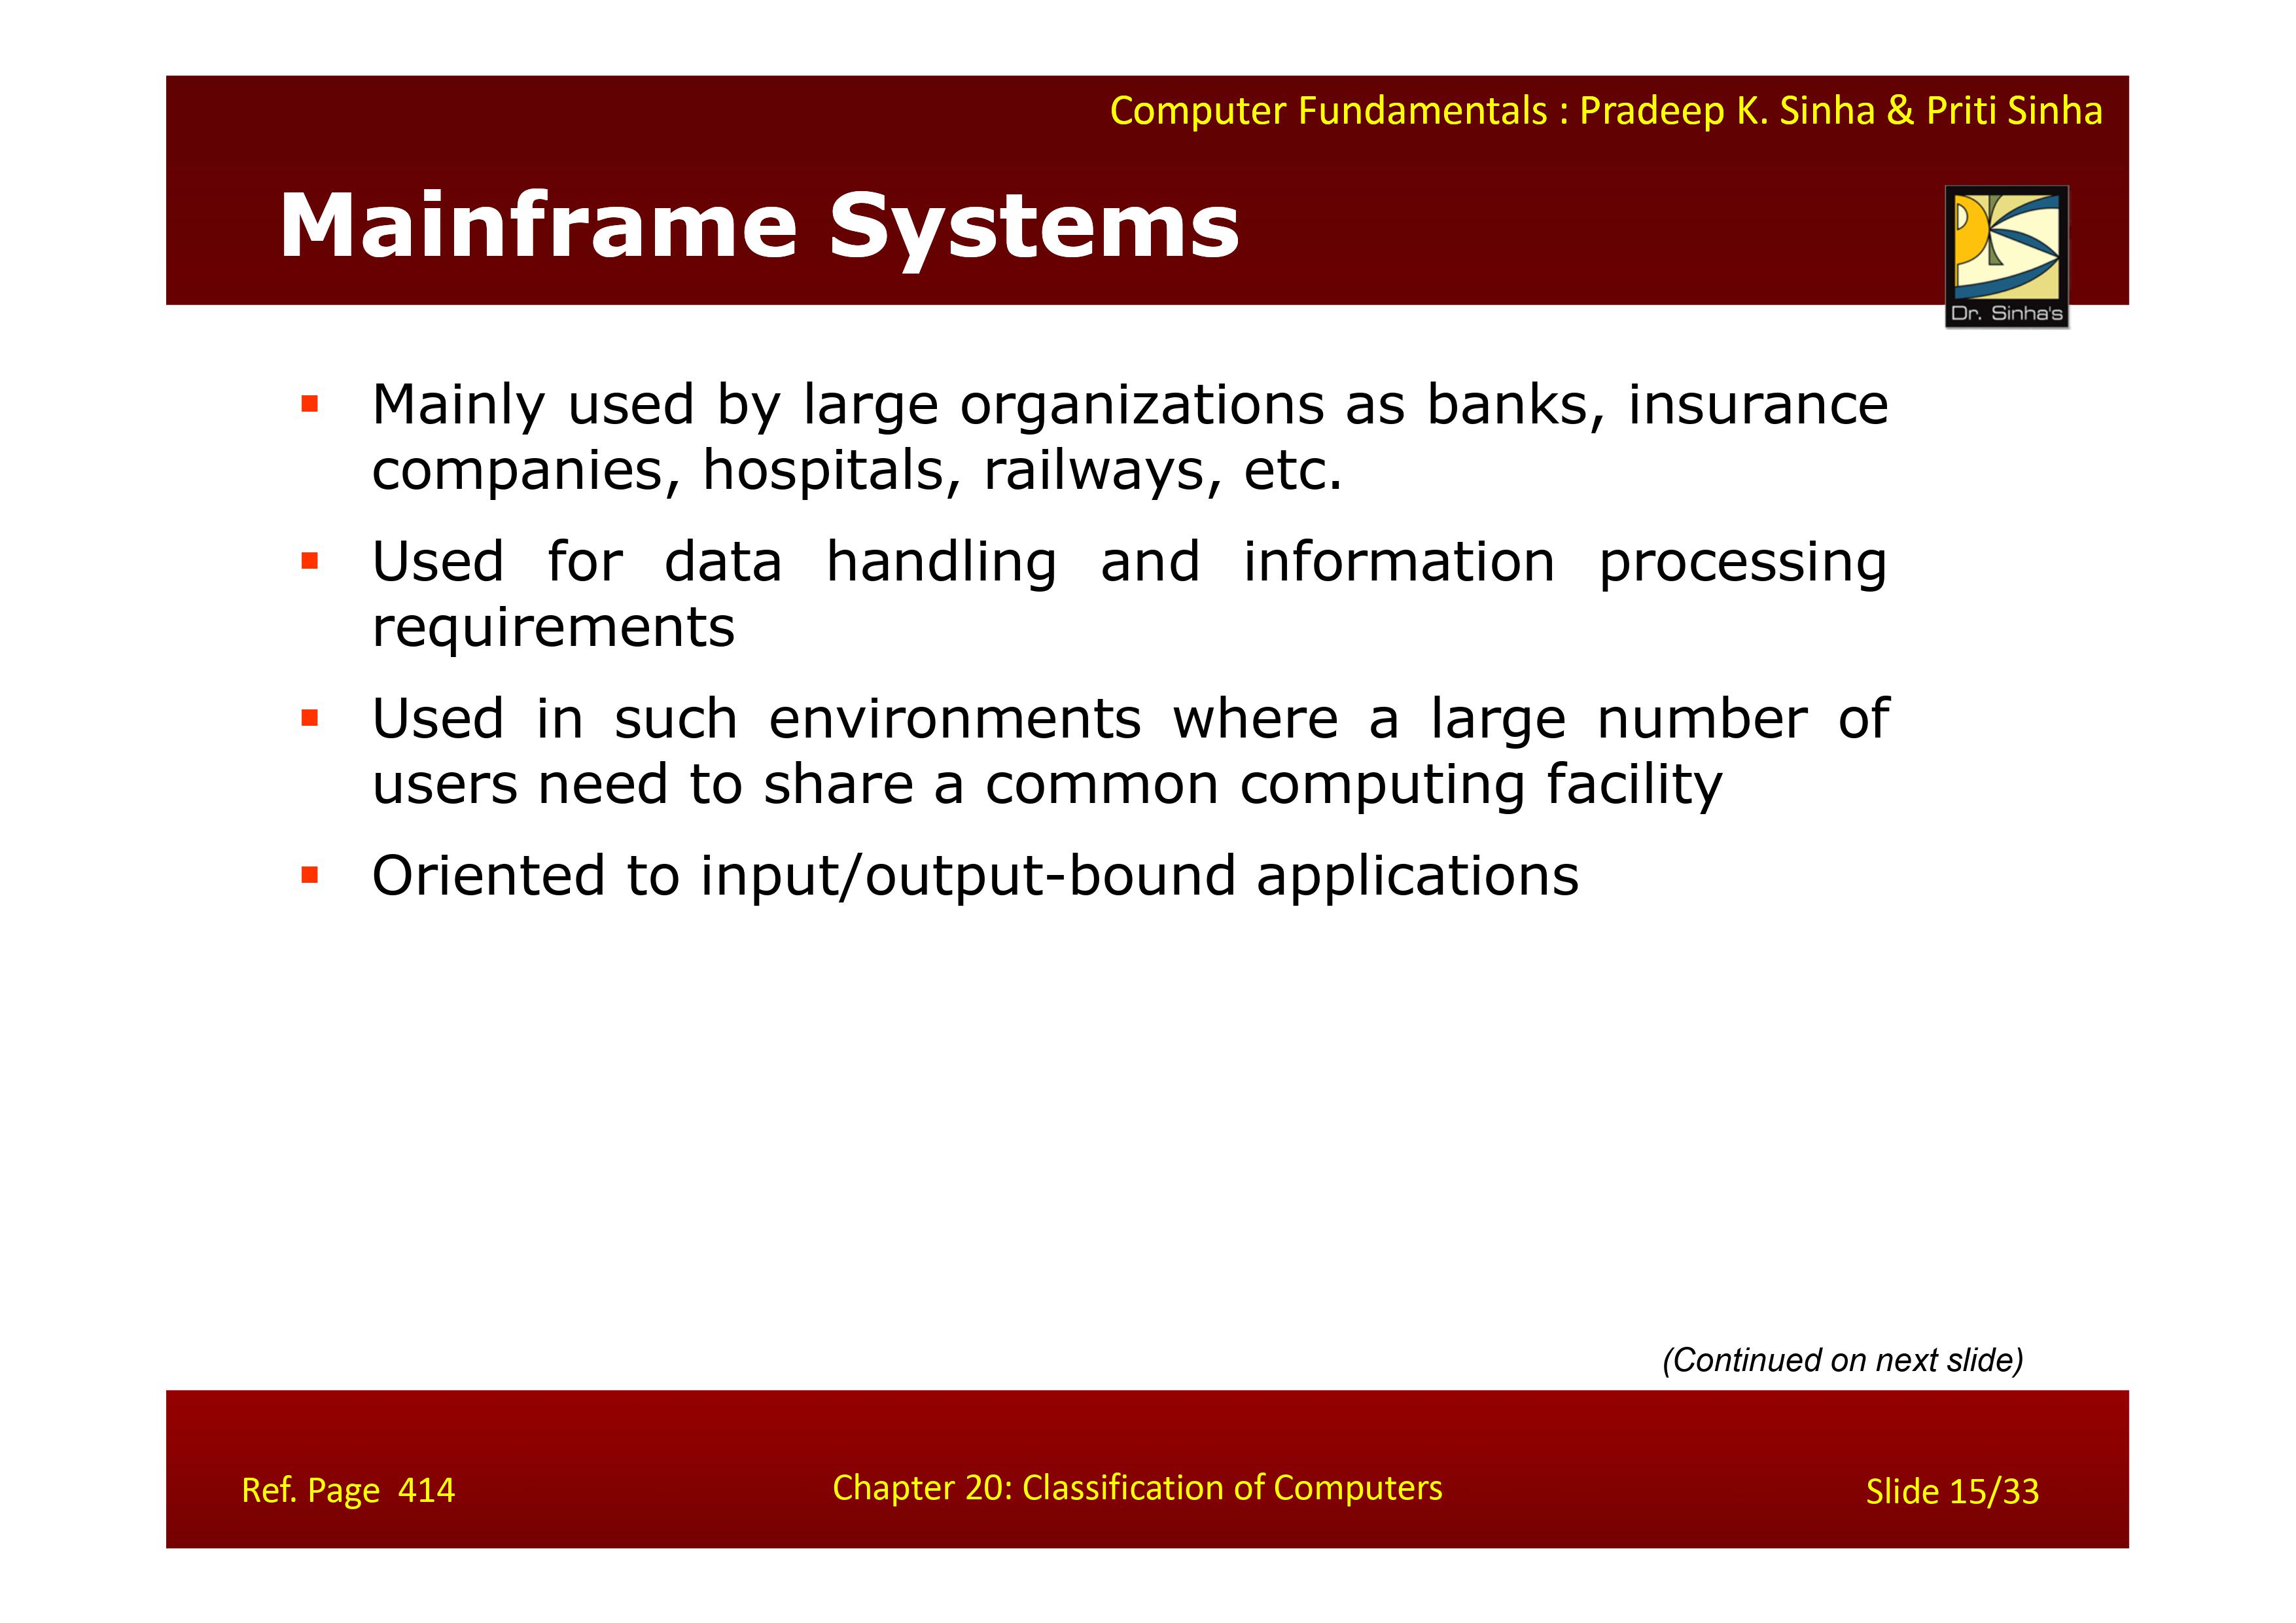 Computer Fundamentals : Pradeep K. Sinha & Priti Sinha
Mainframe Systems
Dr. Sinha's
▪ Mainly used by large organizations as banks, insurance
companies, hospitals, railways, etc.
▪ Used for data handling and information processing
requirements
▪ Used in such environments where a large number of
users need to share a common computing facility
▪ Oriented to input/output-bound applications
(Continued on next slide)
Ref. Page 414
Chapter 20: Classification of Computers
Slide 15/33